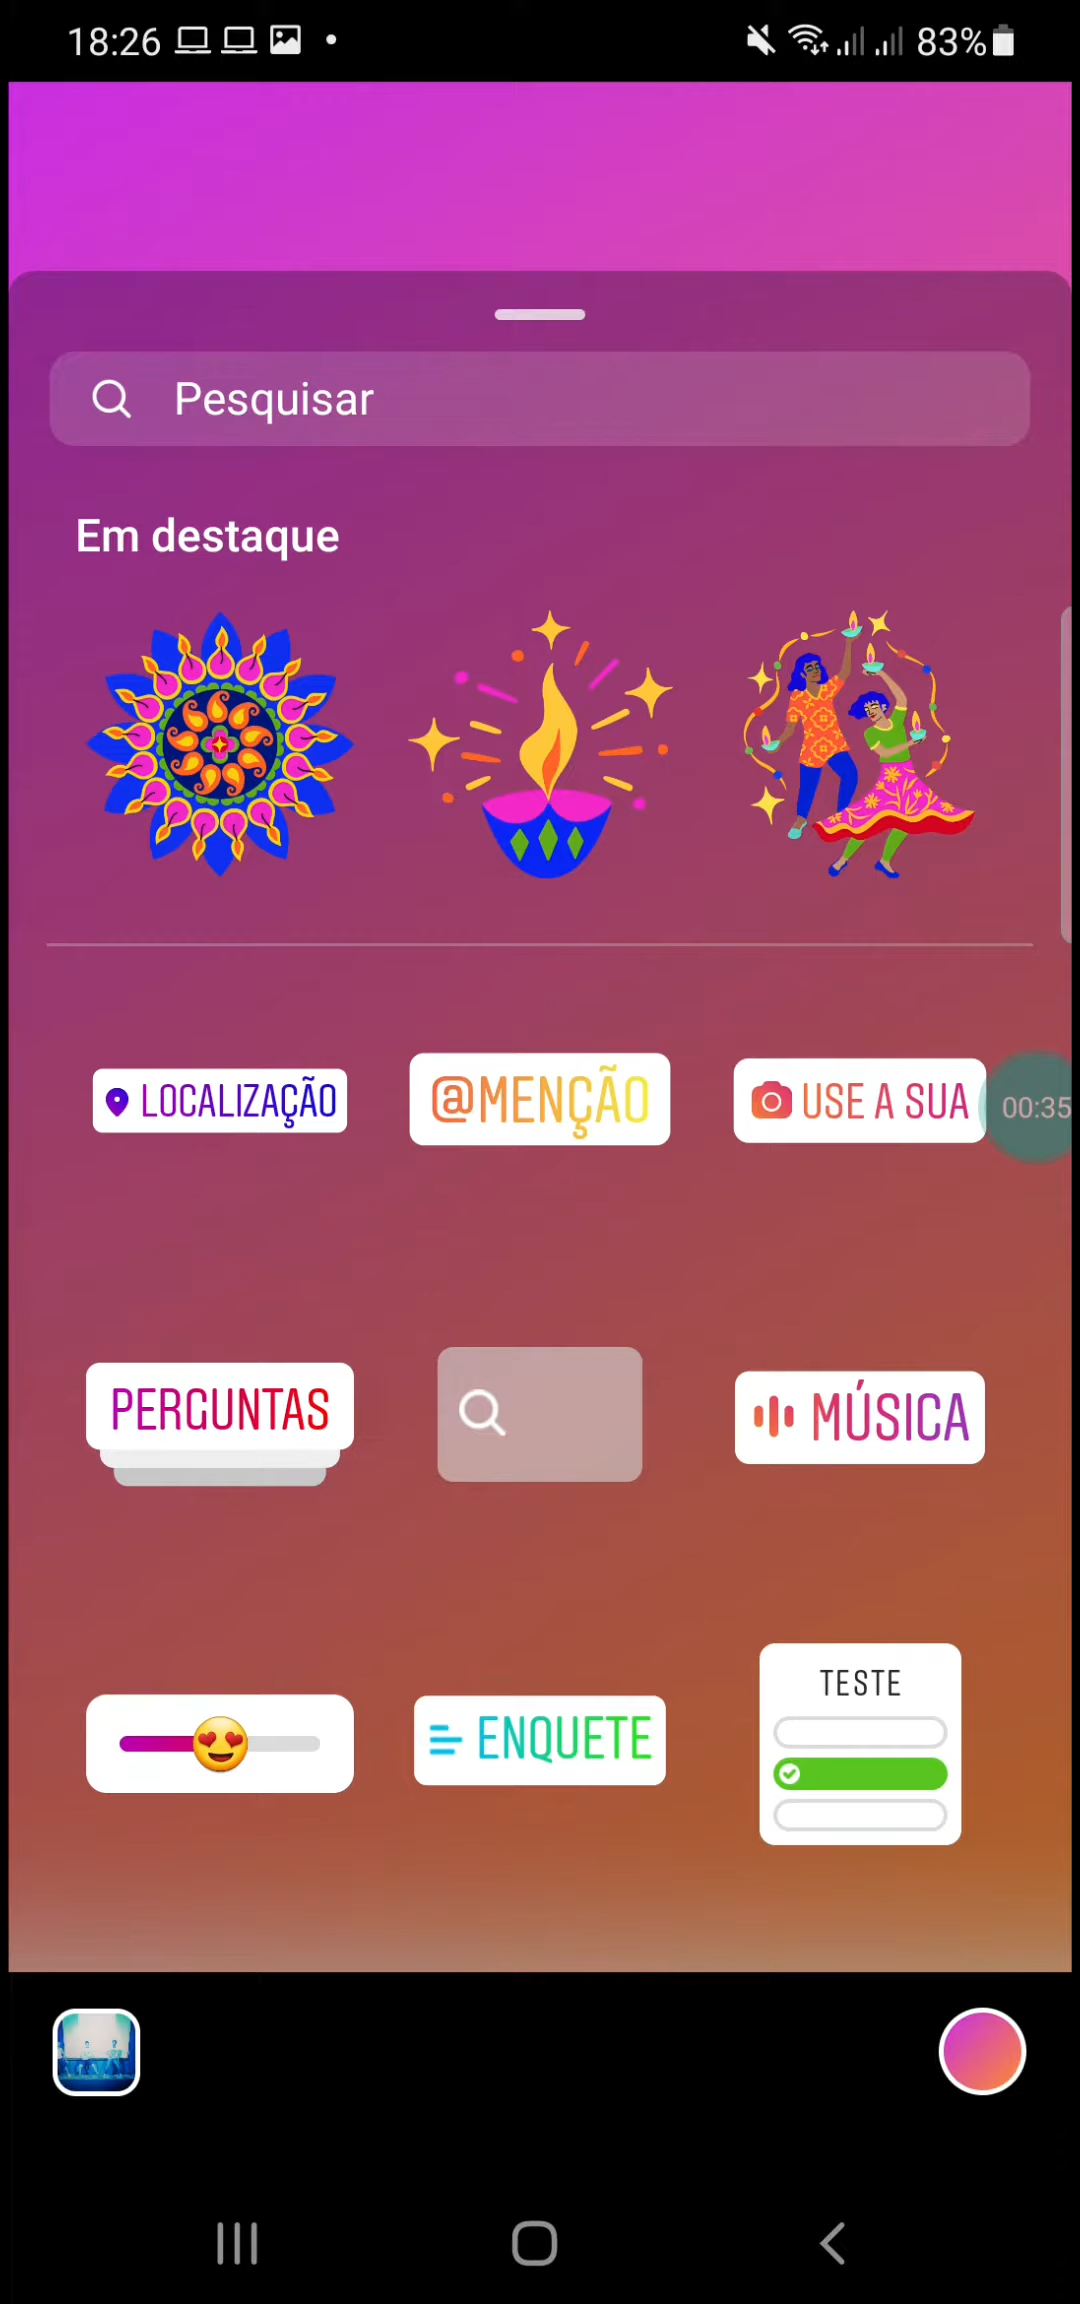 18:26 83%
Pesquisar
Em destaque
LOCALIZAÇÃO @MENÇÃO USE A SUA 00:35
PERGUNTAS MÚSICA
ENQUETE TESTE